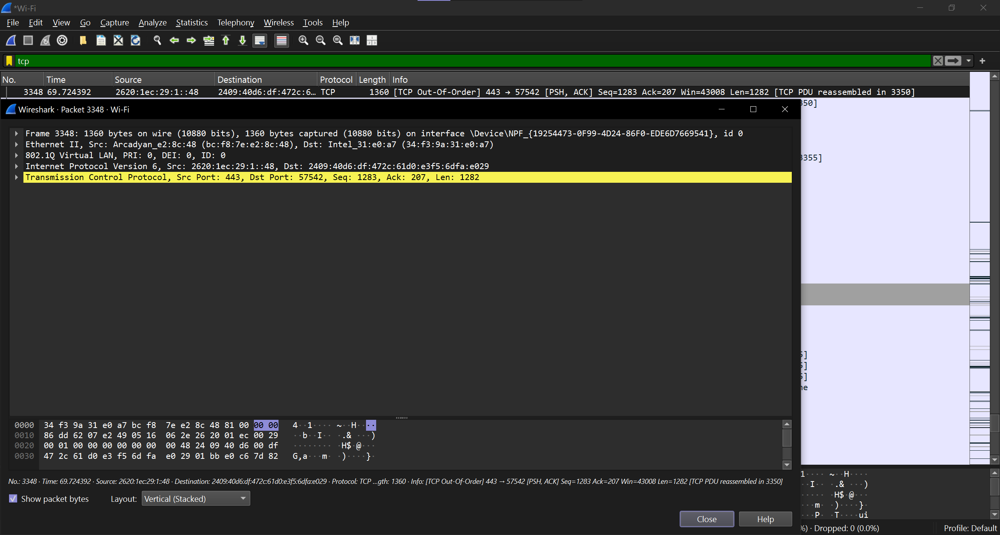 *Wi-Fi
File Edit View Go Capture Analyze Statistics Telephony Wireless Tools Help
tcp
No. Time Source Destination Protocol Length Info
3348 69.724392 2620:1ec:29:1::48 2409:40d6:df:472c:6… TCP 1360 [TCP Out-Of-Order] 443 → 57542 [PSH, ACK] Seq=1283 Ack=207 Win=43008 Len=1282 [TCP PDU reassembled in 3350]
350]
Wireshark · Packet 3348 · Wi-Fi
Frame 3348: 1360 bytes on wire (10880 bits), 1360 bytes captured (10880 bits) on interface \Device\NPF_{19254473-0F99-4D24-86F0-EDE6D7669541}, id 0
Ethernet II, Src: Arcadyan_e2:8c:48 (bc:f8:7e:e2:8c:48), Dst: Intel_31:e0:a7 (34:f3:9a:31:e0:a7)
802.1Q Virtual LAN, PRI: 0, DEI: 0, ID: 0
3355]
Internet Protocol Version 6, Src: 2620:1ec:29:1::48, Dst: 2409:40d6:df:472c:61d0:e3f5:6dfa:e029
Transmission Control Protocol, Src Port: 443, Dst Port: 57542, Seq: 1283, Ack: 207, Len: 1282
5]
5]
5]
ne
0000 34 f3 9a 31 e0 a7 bc f8 7e e2 8c 48 81 00 00 00 4··1···· ~··H····
0010 86 dd 62 07 e2 49 05 16 06 2e 26 20 01 ec 00 29 ··b··I·· ·.& ···)
0020 00 01 00 00 00 00 00 00 00 48 24 09 40 d6 00 df ········ ·H$·@···
0030 47 2c 61 d0 e3 f5 6d fa e0 29 01 bb e0 c6 7d 82 G,a···m· ·)····}·
No.: 3348 · Time: 69.724392 · Source: 2620:1ec:29:1::48 · Destination: 2409:40d6:df:472c:61d0:e3f5:6dfa:e029 · Protocol: TCP …gth: 1360 · Info: [TCP Out-Of-Order] 443 → 57542 [PSH, ACK] Seq=1283 Ack=207 Win=43008 Len=1282 [TCP PDU reassembled in 3350]
1···· ~··H····
··I·· ·.& ···)
····· ·H$·@···
···m· ·)····}·
···P· ·T····ui
Show packet bytes Layout: Vertical (Stacked)
Close Help
%) · Dropped: 0 (0.0%) Profile: Default